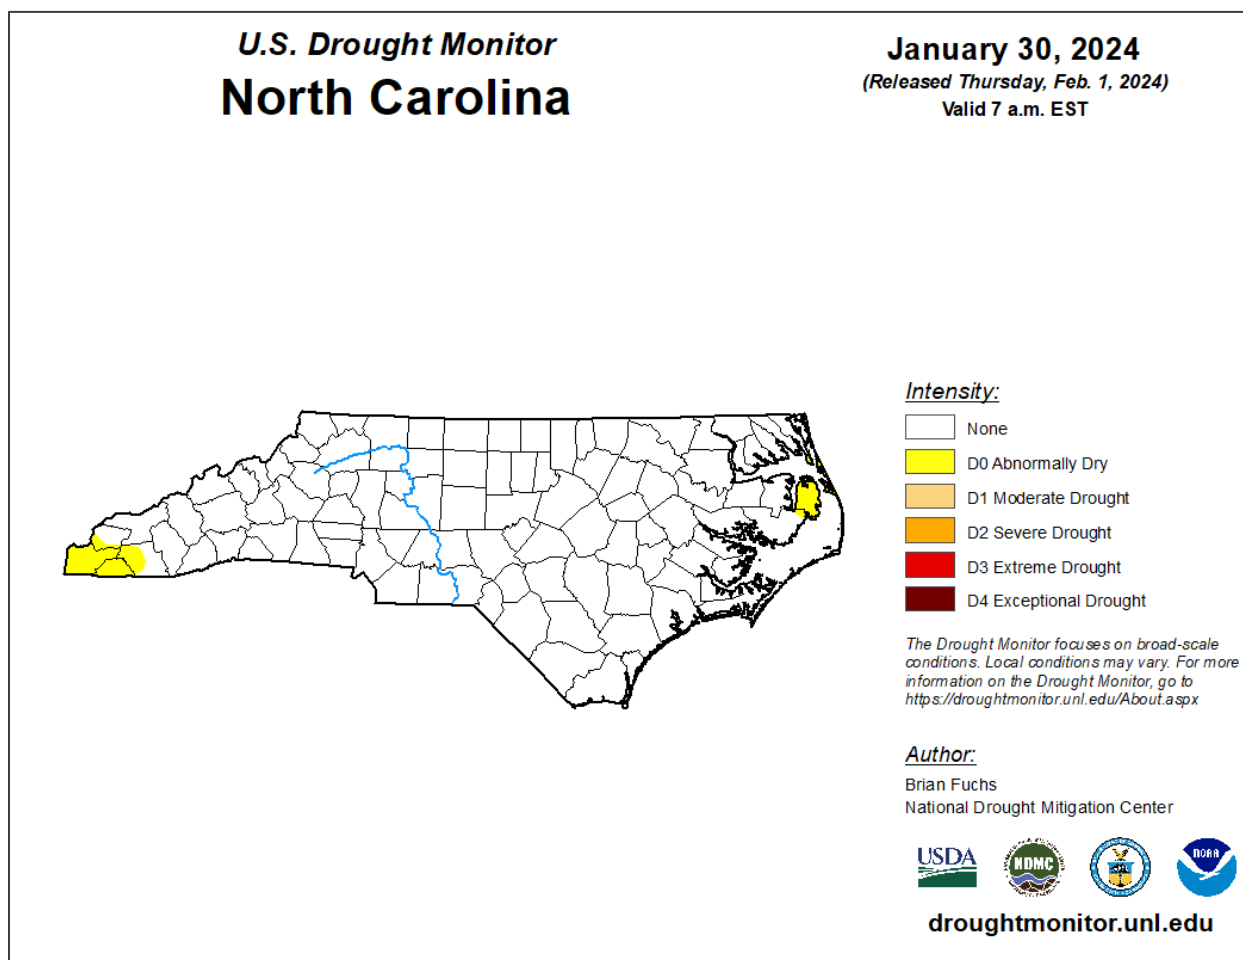 U.S. Drought Monitor
North Carolina
January 30, 2024
(Released Thursday, Feb. 1, 2024)
Valid 7 a.m. EST
Intensity:
None
D0 Abnormally Dry
D1 Moderate Drought
D2 Severe Drought
D3 Extreme Drought
D4 Exceptional Drought
The Drought Monitor focuses on broad-scale
conditions. Local conditions may vary. For more
information on the Drought Monitor, go to
https://droughtmonitor.unl.edu/About.aspx
Author:
Brian Fuchs
National Drought Mitigation Center
USDA
NDMC
NOAA
droughtmonitor.unl.edu